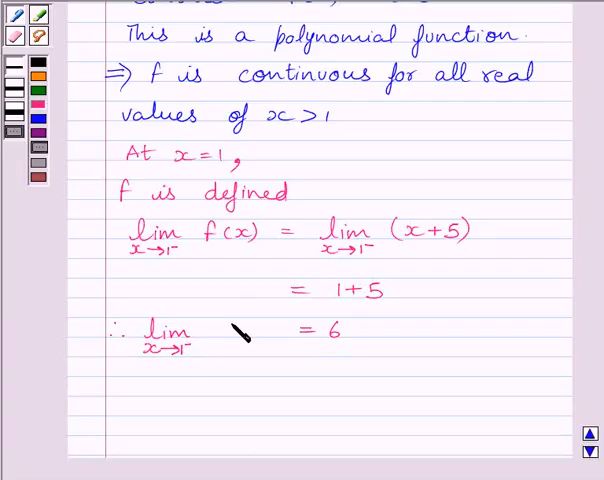 This is a polynomial function.
⇒ f is continuous for all real
values of x > 1
At x = 1,
f is defined
lim x→1⁻ f(x) = lim x→1⁻ (x+5)
= 1+5
∴ lim x→1⁻ = 6